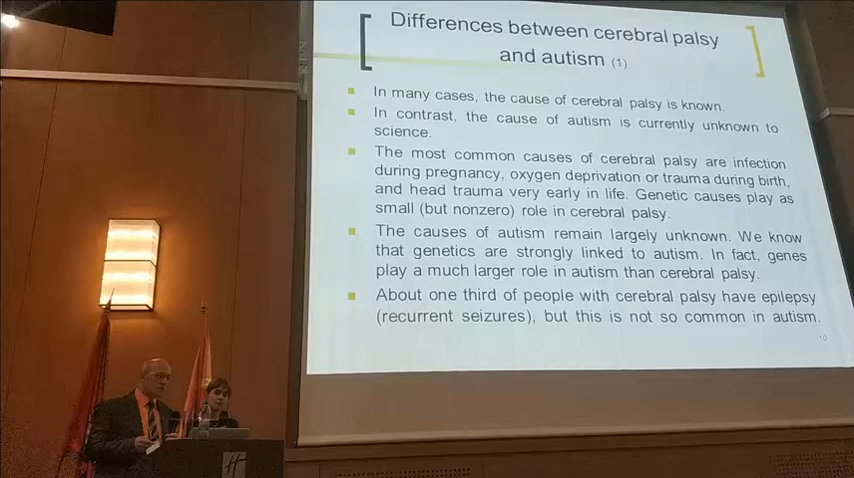 Differences between cerebral palsy
and autism (1)
In many cases, the cause of cerebral palsy is known.
In contrast, the cause of autism is currently unknown to
science.
The most common causes of cerebral palsy are infection
during pregnancy, oxygen deprivation or trauma during birth,
and head trauma very early in life. Genetic causes play as
small (but nonzero) role in cerebral palsy.
The causes of autism remain largely unknown. We know
that genetics are strongly linked to autism. In fact, genes
play a much larger role in autism than cerebral palsy.
About one third of people with cerebral palsy have epilepsy
(recurrent seizures), but this is not so common in autism.
H